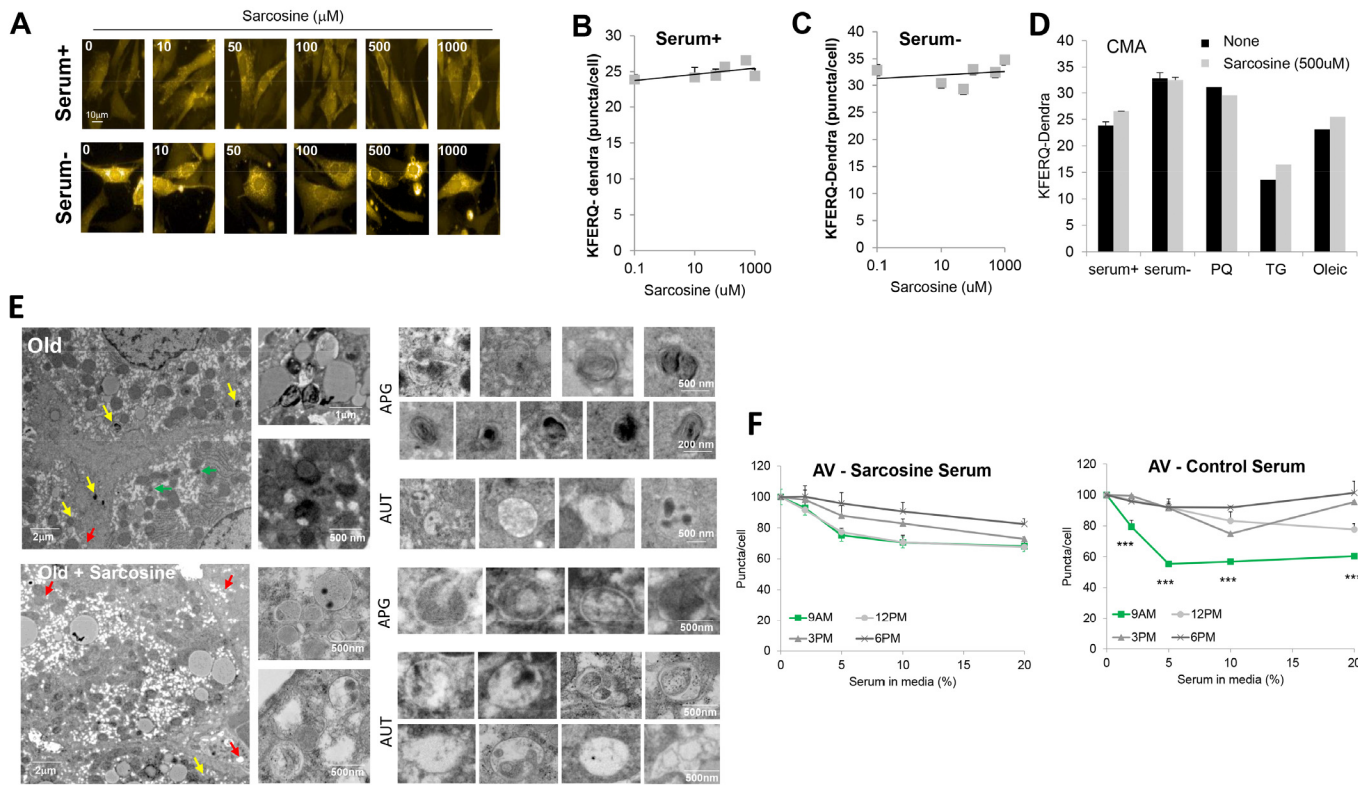 A
Sarcosine (μM)
Serum+
0
10
50
100
500
1000
10μm
Serum-
0
10
50
100
500
1000
B
Serum+
KFERQ- dendra (puncta/cell)
30
25
20
15
10
5
0
0.1
10
1000
Sarcosine (uM)
C
Serum-
KFERQ-Dendra (puncta/cell)
40
35
30
25
20
15
10
5
0
0.1
10
1000
Sarcosine (uM)
D
CMA
None
Sarcosine (500uM)
KFERQ-Dendra
40
35
30
25
20
15
10
5
0
serum+
serum-
PQ
TG
Oleic
E
Old
2μm
1μm
500 nm
APG
500 nm
200 nm
AUT
500 nm
Old + Sarcosine
2μm
500nm
500nm
APG
500nm
AUT
500nm
500nm
F
AV - Sarcosine Serum
Puncta/cell
120
100
80
60
40
20
0
9AM
12PM
3PM
6PM
0
5
10
15
20
Serum in media (%)
AV - Control Serum
Puncta/cell
120
100
80
60
40
20
0
***
***
***
***
9AM
12PM
3PM
6PM
0
5
10
15
20
Serum in media (%)